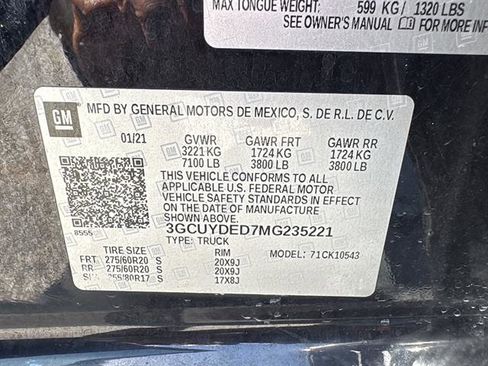 MAX TONGUE WEIGHT: 599 KG / 1320 LBS
SEE OWNER'S MANUAL FOR MORE INF
GM
MFD BY GENERAL MOTORS DE MEXICO, S. DE R.L. DE C.V.
01/21 GVWR GAWR FRT GAWR RR
3221 KG 1724 KG 1724 KG
7100 LB 3800 LB 3800 LB
THIS VEHICLE CONFORMS TO ALL
APPLICABLE U.S. FEDERAL MOTOR
VEHICLE SAFETY STANDARDS IN EFFECT
ON THE DATE OF MANUFACTURE
SHOWN ABOVE.
3GCUYDED7MG235221
8555 TYPE: TRUCK
TIRE SIZE RIM MODEL: 71CK10543
FRT 275/60R20 S 20X9J
RR 275/60R20 S 20X9J
255/80R17 S 17X8J